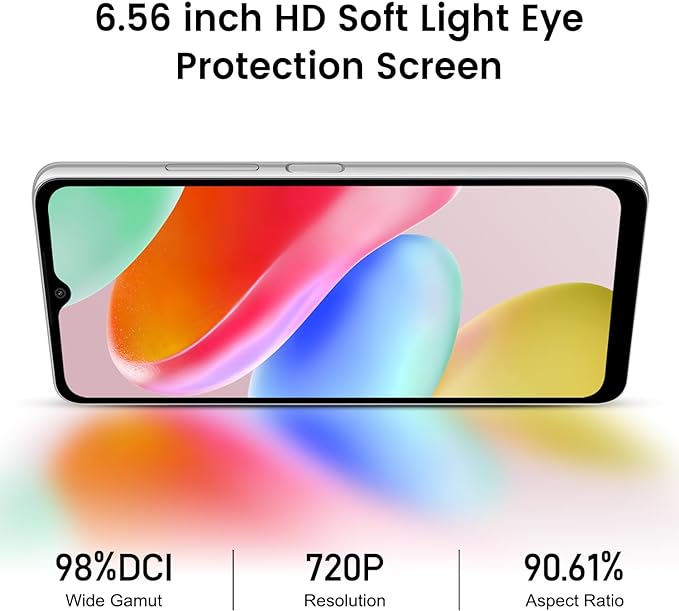 6.56 inch HD Soft Light Eye
Protection Screen
98%DCI
Wide Gamut
720P
Resolution
90.61%
Aspect Ratio